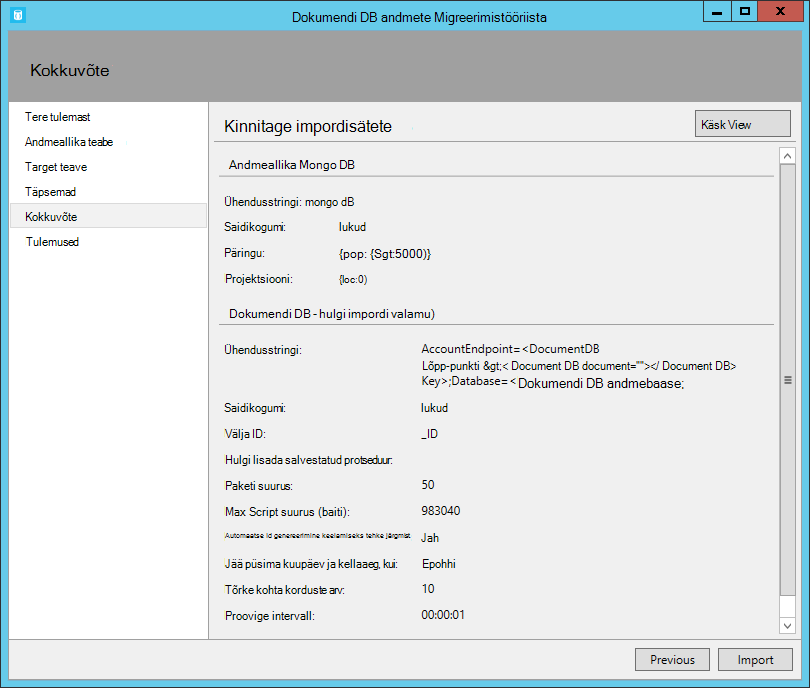 Dokumendi DB andmete Migreerimistööriista
Kokkuvõte
Tere tulemast
Andmeallika teabe
Target teave
Täpsemad
Kokkuvõte
Tulemused
Kinnitage impordisätete
Käsk View
Andmeallika Mongo DB
Ühendusstringi: mongo dB
Saidikogumi: lukud
Päringu: {pop: {Sgt:5000}}
Projektsiooni: {loc:0}
Dokumendi DB - hulgi impordi valamu)
Ühendusstringi: AccountEndpoint= <DocumentDB
Lõpp-punkti &gt;< Document DB document=""></ Document DB>
Key>;Database= < Dokumendi DB andmebaase;
Saidikogumi: lukud
Välja ID: _ID
Hulgi lisada salvestatud protseduur:
Paketi suurus: 50
Max Script suurus (baiti): 983040
Automaatse id genereerimine keelamiseks tehke järgmist. Jah
Jää püsima kuupäev ja kellaaeg, kui: Epohhi
Tõrke kohta korduste arv: 10
Proovige intervall: 00:00:01
Previous
Import